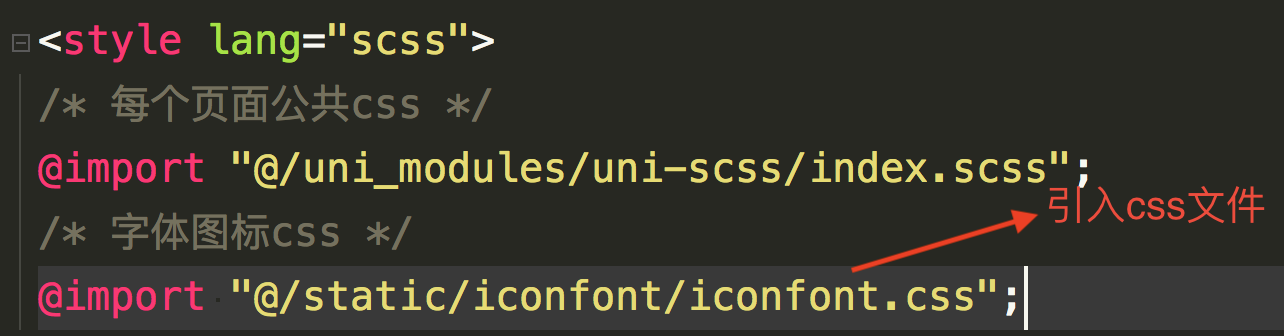 <style lang="scss">
/* 每个页面公共css */
@import "@/uni_modules/uni-scss/index.scss";
引入css文件
/* 字体图标css */
@import "@/static/iconfont/iconfont.css";